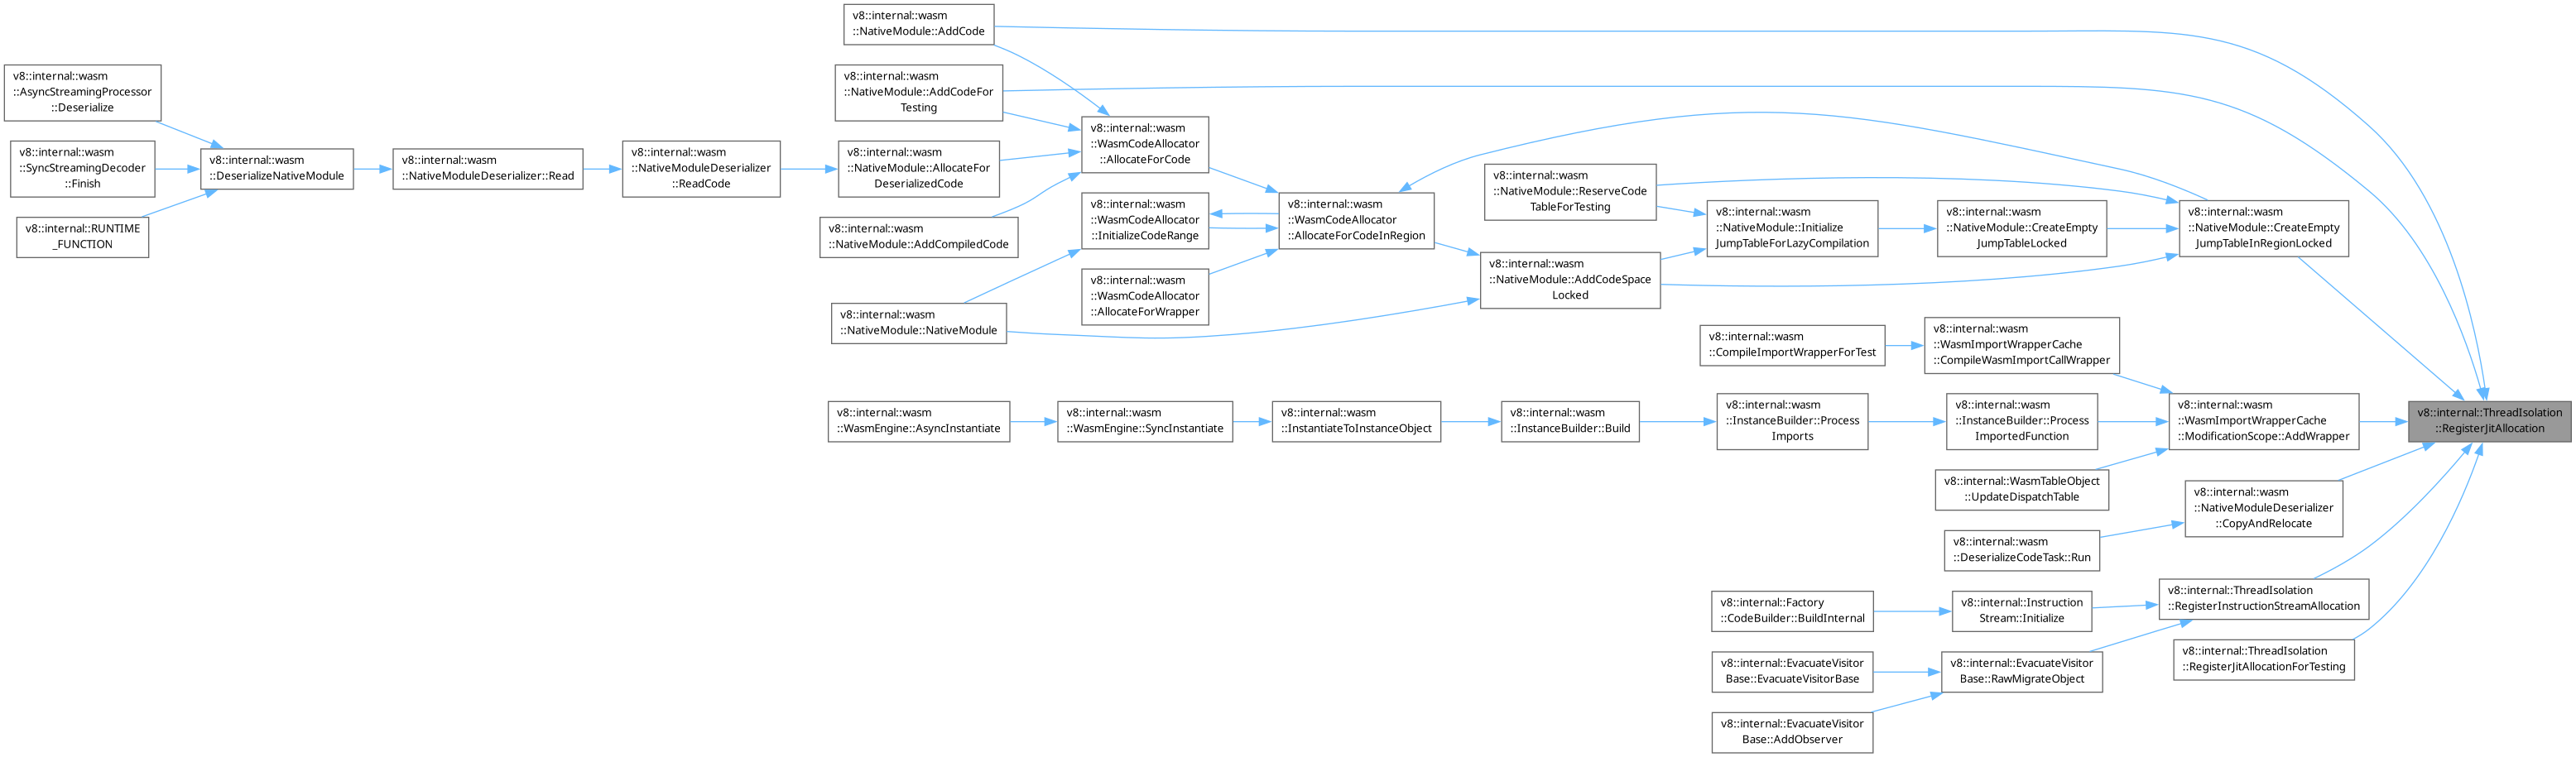 v8::internal::wasm
::NativeModule::AddCode
v8::internal::wasm
::AsyncStreamingProcessor
::Deserialize
v8::internal::wasm
::SyncStreamingDecoder
::Finish
v8::internal::RUNTIME
_FUNCTION
v8::internal::wasm
::DeserializeNativeModule
v8::internal::wasm
::NativeModuleDeserializer::Read
v8::internal::wasm
::NativeModuleDeserializer
::ReadCode
v8::internal::wasm
::NativeModule::AddCodeFor
Testing
v8::internal::wasm
::NativeModule::AllocateFor
DeserializedCode
v8::internal::wasm
::NativeModule::AddCompiledCode
v8::internal::wasm
::NativeModule::NativeModule
v8::internal::wasm
::WasmCodeAllocator
::AllocateForCode
v8::internal::wasm
::WasmCodeAllocator
::InitializeCodeRange
v8::internal::wasm
::WasmCodeAllocator
::AllocateForWrapper
v8::internal::wasm
::WasmCodeAllocator
::AllocateForCodeInRegion
v8::internal::wasm
::NativeModule::ReserveCode
TableForTesting
v8::internal::wasm
::NativeModule::AddCodeSpace
Locked
v8::internal::wasm
::NativeModule::Initialize
JumpTableForLazyCompilation
v8::internal::wasm
::NativeModule::CreateEmpty
JumpTableLocked
v8::internal::wasm
::NativeModule::CreateEmpty
JumpTableInRegionLocked
v8::internal::wasm
::CompileImportWrapperForTest
v8::internal::wasm
::WasmImportWrapperCache
::CompileWasmImportCallWrapper
v8::internal::wasm
::WasmEngine::AsyncInstantiate
v8::internal::wasm
::WasmEngine::SyncInstantiate
v8::internal::wasm
::InstantiateToInstanceObject
v8::internal::wasm
::InstanceBuilder::Build
v8::internal::wasm
::InstanceBuilder::Process
Imports
v8::internal::wasm
::InstanceBuilder::Process
ImportedFunction
v8::internal::wasm
::WasmImportWrapperCache
::ModificationScope::AddWrapper
v8::internal::ThreadIsolation
::RegisterJitAllocation
v8::internal::WasmTableObject
::UpdateDispatchTable
v8::internal::wasm
::NativeModuleDeserializer
::CopyAndRelocate
v8::internal::wasm
::DeserializeCodeTask::Run
v8::internal::Factory
::CodeBuilder::BuildInternal
v8::internal::Instruction
Stream::Initialize
v8::internal::ThreadIsolation
::RegisterInstructionStreamAllocation
v8::internal::EvacuateVisitor
Base::EvacuateVisitorBase
v8::internal::EvacuateVisitor
Base::RawMigrateObject
v8::internal::ThreadIsolation
::RegisterJitAllocationForTesting
v8::internal::EvacuateVisitor
Base::AddObserver